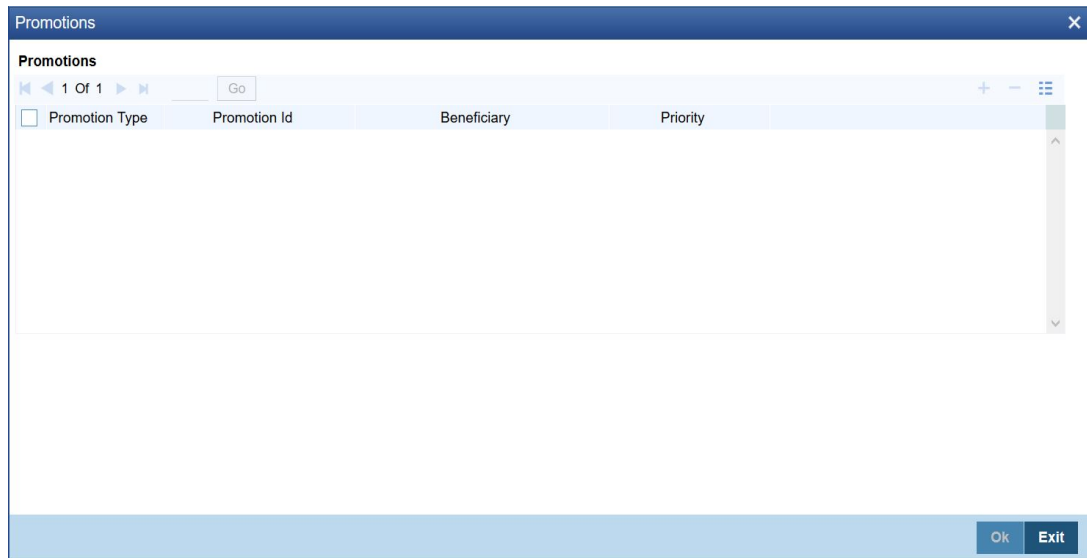 Promotions
Promotions
1 Of 1 Go
Promotion Type Promotion Id Beneficiary Priority
Ok Exit